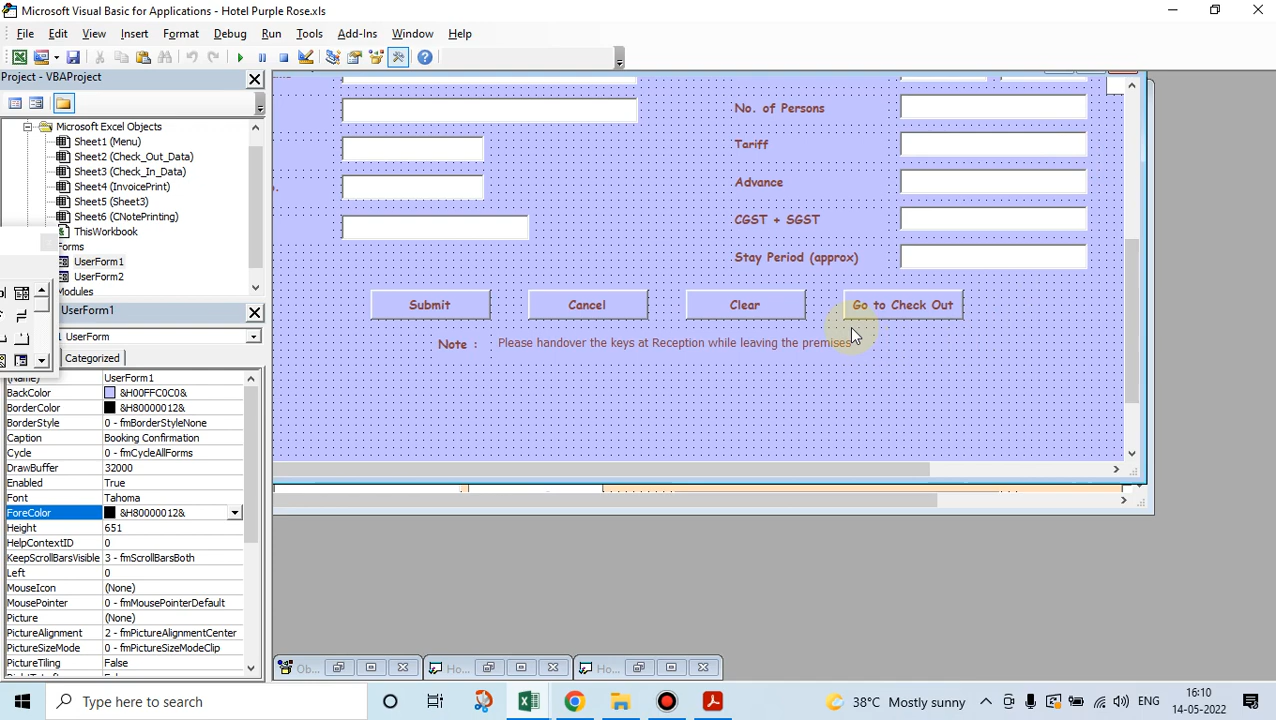 Microsoft Visual Basic for Applications - Hotel Purple Rose.xls
File Edit View Insert Format Debug Run Tools Add-Ins Window Help
Project - VBAProject
Microsoft Excel Objects
Sheet1 (Menu)
Sheet2 (Check_Out_Data)
Sheet3 (Check_In_Data)
Sheet4 (InvoicePrint)
Sheet5 (Sheet3)
Sheet6 (CNotePrinting)
ThisWorkbook
Forms
UserForm1
UserForm2
Modules
UserForm1
UserForm
Categorized
(Name) UserForm1
BackColor &H00FFC0C0&
BorderColor &H80000012&
BorderStyle 0 - fmBorderStyleNone
Caption Booking Confirmation
Cycle 0 - fmCycleAllForms
DrawBuffer 32000
Enabled True
Font Tahoma
ForeColor &H80000012&
Height 651
HelpContextID 0
KeepScrollBarsVisible 3 - fmScrollBarsBoth
Left 0
MouseIcon (None)
MousePointer 0 - fmMousePointerDefault
Picture (None)
PictureAlignment 2 - fmPictureAlignmentCenter
PictureSizeMode 0 - fmPictureSizeModeClip
PictureTiling False
No. of Persons
Tariff
Advance
CGST + SGST
Stay Period (approx)
Submit Cancel Clear Go to Check Out
Note : Please handover the keys at Reception while leaving the premises
Ob... Ho... Ho...
Type here to search
38°C Mostly sunny
ENG
16:10
14-05-2022